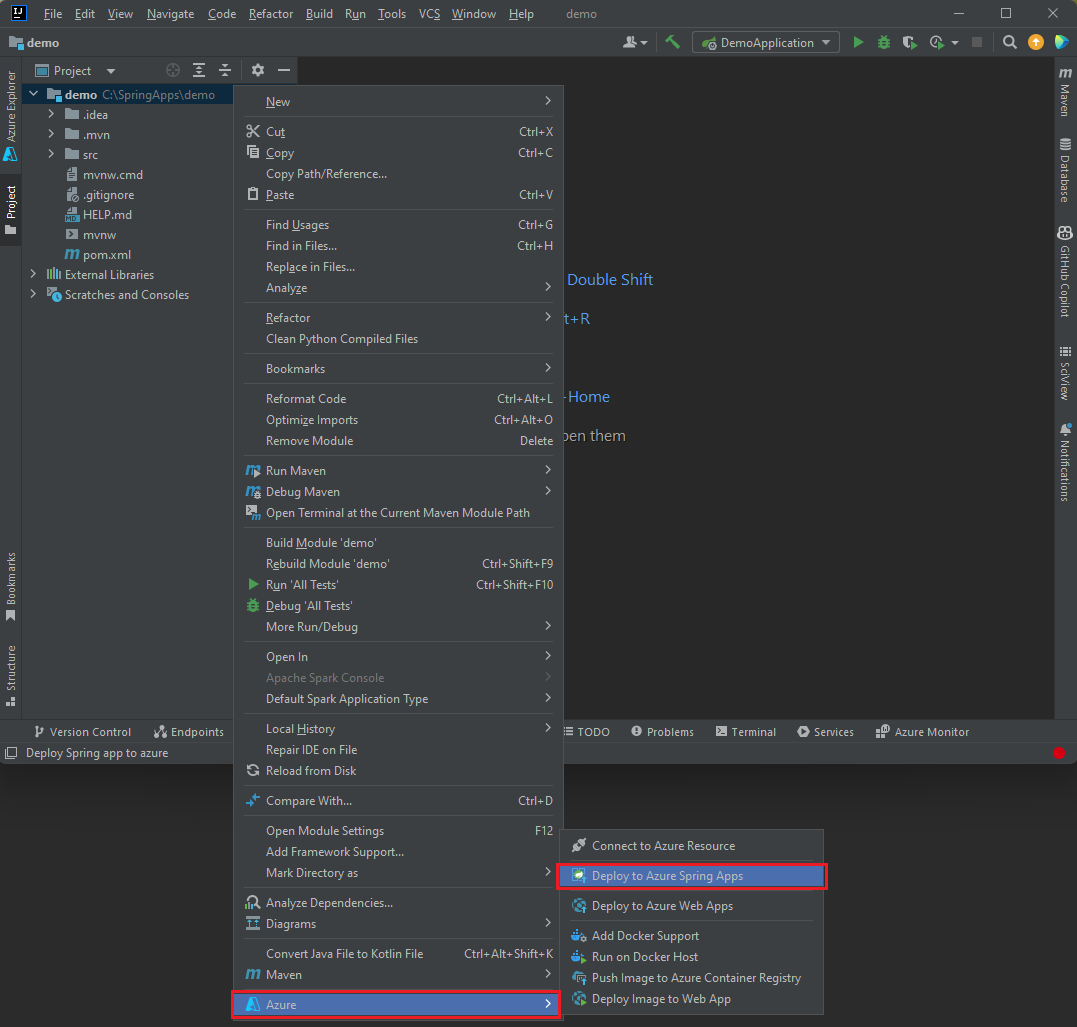 File Edit View Navigate Code Refactor Build Run Tools VCS Window Help demo
demo DemoApplication
Project
Azure Explorer
Project
Bookmarks
Structure
demo C:\SpringApps\demo
.idea
.mvn
src
mvnw.cmd
.gitignore
HELP.md
mvnw
pom.xml
External Libraries
Scratches and Consoles
New
Cut Ctrl+X
Copy Ctrl+C
Copy Path/Reference...
Paste Ctrl+V
Find Usages Ctrl+G
Find in Files... Ctrl+H
Replace in Files...
Analyze
Refactor
Clean Python Compiled Files
Bookmarks
Reformat Code Ctrl+Alt+L
Optimize Imports Ctrl+Alt+O
Remove Module Delete
Run Maven
Debug Maven
Open Terminal at the Current Maven Module Path
Build Module 'demo'
Rebuild Module 'demo' Ctrl+Shift+F9
Run 'All Tests' Ctrl+Shift+F10
Debug 'All Tests'
More Run/Debug
Open In
Apache Spark Console
Default Spark Application Type
Local History
Repair IDE on File
Reload from Disk
Compare With... Ctrl+D
Open Module Settings F12
Add Framework Support...
Mark Directory as
Analyze Dependencies...
Diagrams
Convert Java File to Kotlin File Ctrl+Alt+Shift+K
Maven
Azure
Connect to Azure Resource
Deploy to Azure Spring Apps
Deploy to Azure Web Apps
Add Docker Support
Run on Docker Host
Push Image to Azure Container Registry
Deploy Image to Web App
Double Shift
t+R
-Home
pen them
Maven
Database
GitHub Copilot
SciView
Notifications
Version Control Endpoints TODO Problems Terminal Services Azure Monitor
Deploy Spring app to azure